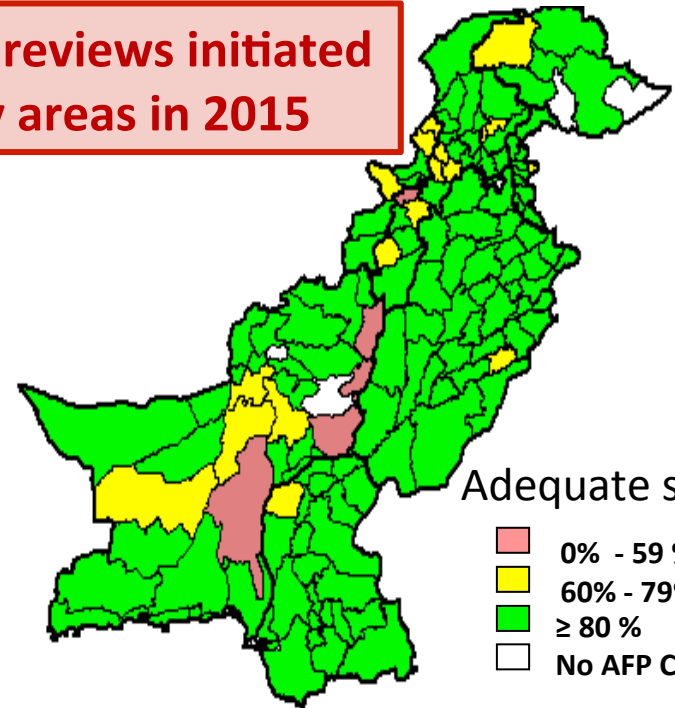 reviews initiated
areas in 2015
Adequate s
0% - 59
60% - 79%
≥ 80 %
No AFP C